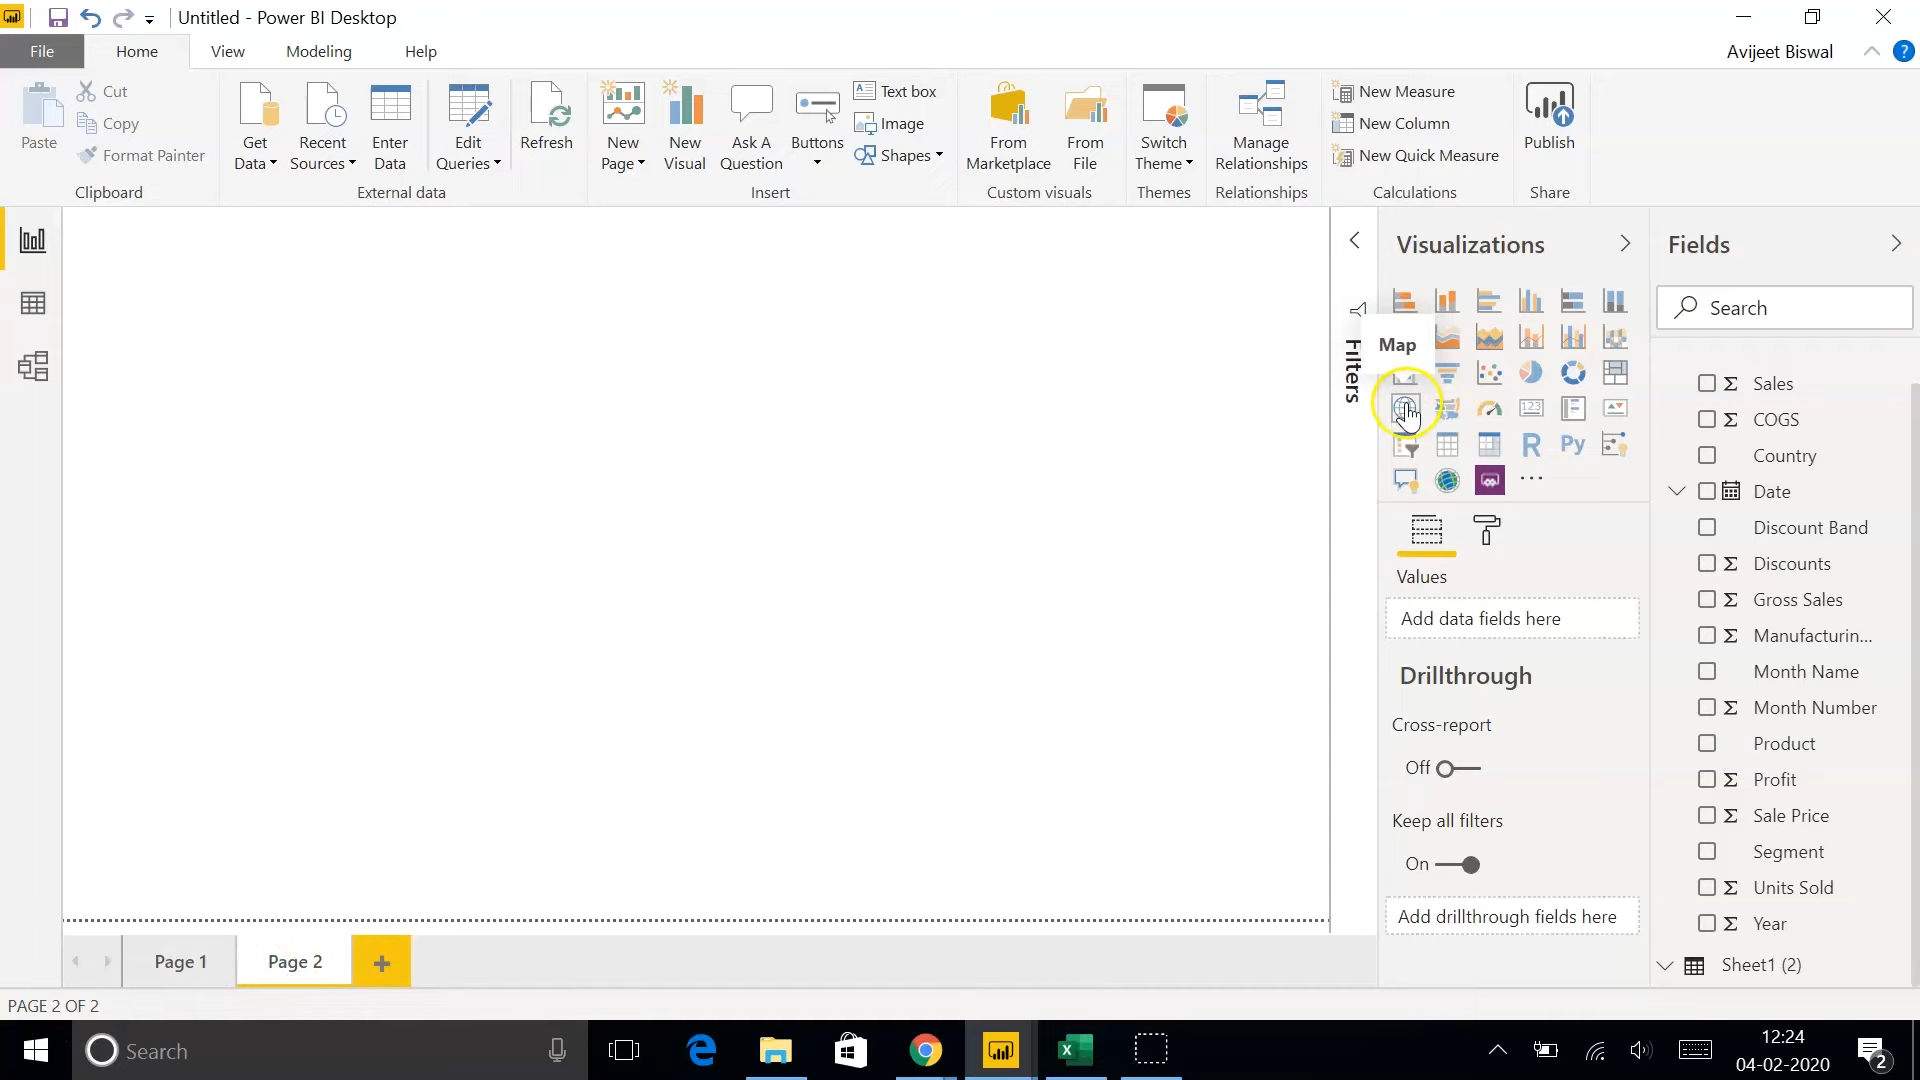 Untitled - Power BI Desktop
File
Home
View
Modeling
Help
Avijeet Biswal
?
Paste
Cut
Copy
Format Painter
Clipboard
Get Data
Recent Sources
Enter Data
Edit Queries
External data
Refresh
New Page
New Visual
Ask A Question
Buttons
Text box
Image
Shapes
Insert
From Marketplace
From File
Custom visuals
Switch Theme
Themes
Manage Relationships
Relationships
New Measure
New Column
New Quick Measure
Calculations
Publish
Share
Filters
Visualizations
Map
123
R
Py
...
Values
Add data fields here
Drillthrough
Cross-report
Off
Keep all filters
On
Add drillthrough fields here
Fields
Search
Σ Sales
Σ COGS
Country
Date
Discount Band
Σ Discounts
Σ Gross Sales
Σ Manufacturin...
Month Name
Σ Month Number
Product
Σ Profit
Σ Sale Price
Segment
Σ Units Sold
Σ Year
Sheet1 (2)
Page 1
Page 2
+
PAGE 2 OF 2
Search
12:24
04-02-2020
2